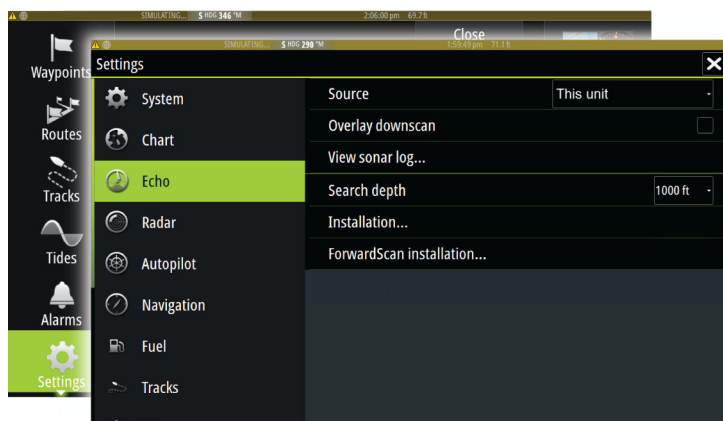 SIMULATING... S HDG 346 °M 2:06:00 pm 69.7 ft
Close
Waypoints
Routes
Tracks
Tides
Alarms
Settings
SIMULATING... S HDG 290 °M 1:59:49 pm 71.1 ft
Settings
System
Chart
Echo
Radar
Autopilot
Navigation
Fuel
Tracks
Source This unit
Overlay downscan
View sonar log...
Search depth 1000 ft
Installation...
ForwardScan installation...